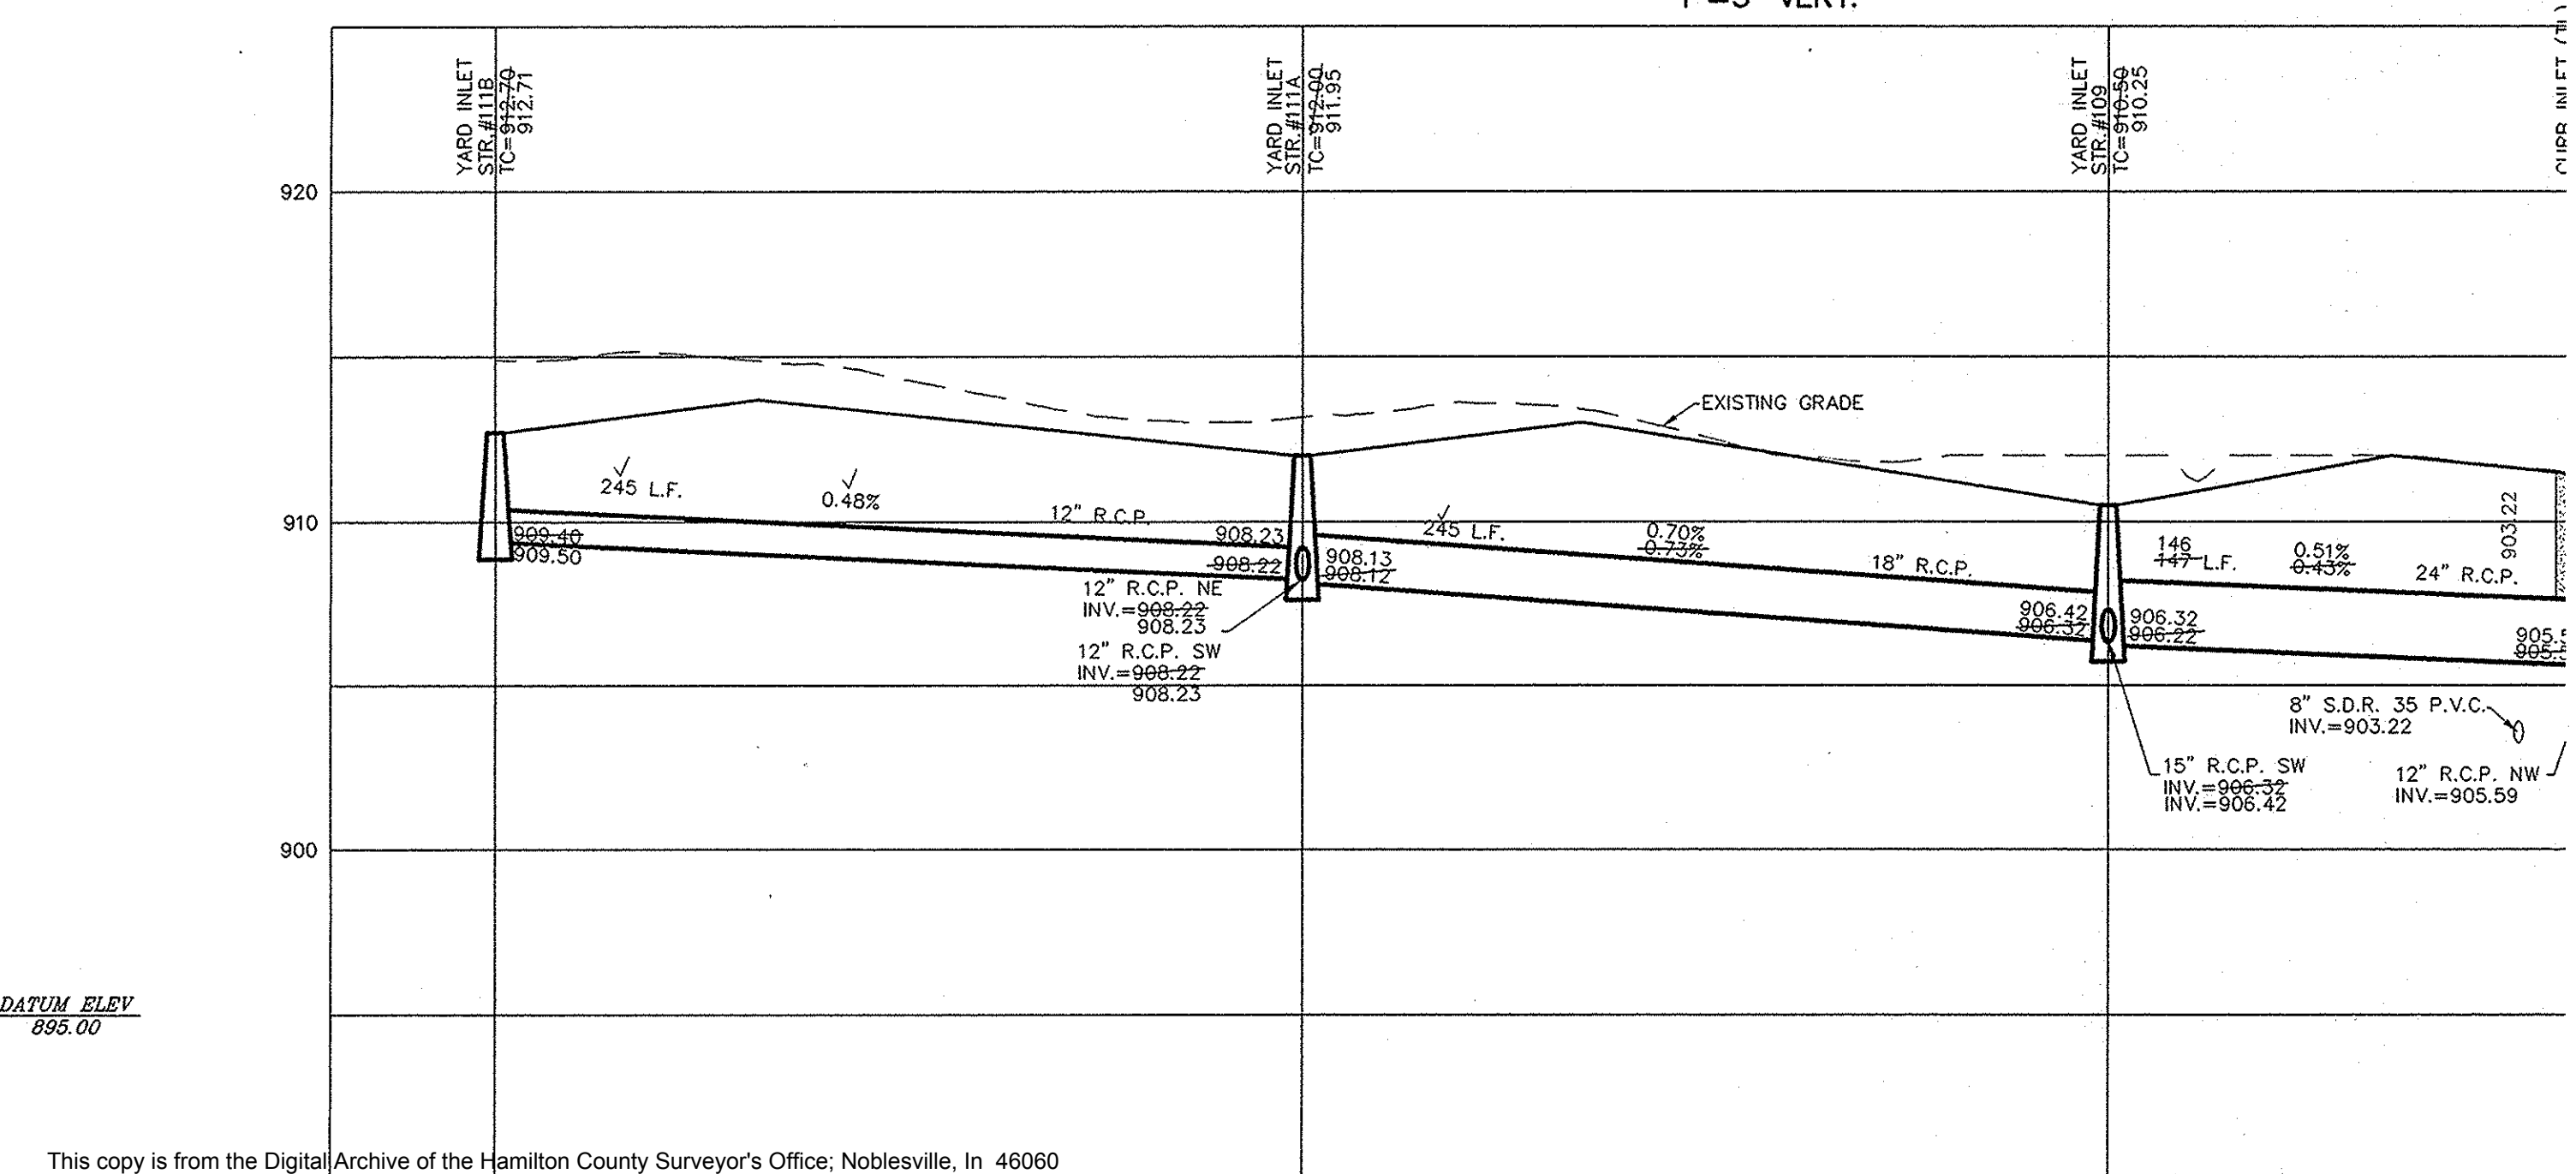 1"=5' VERT.
YARD INLET
STR.#111B
TC=912.70
912.71
YARD INLET
STR.#111A
TC=912.00
911.95
YARD INLET
STR.#109
TC=910.50
910.25
CURB INLET
920
EXISTING GRADE
245 L.F.
0.48%
12" R.C.P.
910
909.40
909.50
908.23
908.22
12" R.C.P. NE
INV.=908.22
908.23
12" R.C.P. SW
INV.=908.22
908.23
908.13
908.12
245 L.F.
0.70%
0.73%
18" R.C.P.
906.42
906.32
906.32
906.22
146
147 L.F.
0.51%
0.43%
24" R.C.P.
903.22
8" S.D.R. 35 P.V.C.
INV.=903.22
15" R.C.P. SW
INV.=906.32
INV.=906.42
12" R.C.P. NW
INV.=905.59
900
DATUM ELEV
895.00
This copy is from the Digital Archive of the Hamilton County Surveyor's Office; Noblesville, In 46060